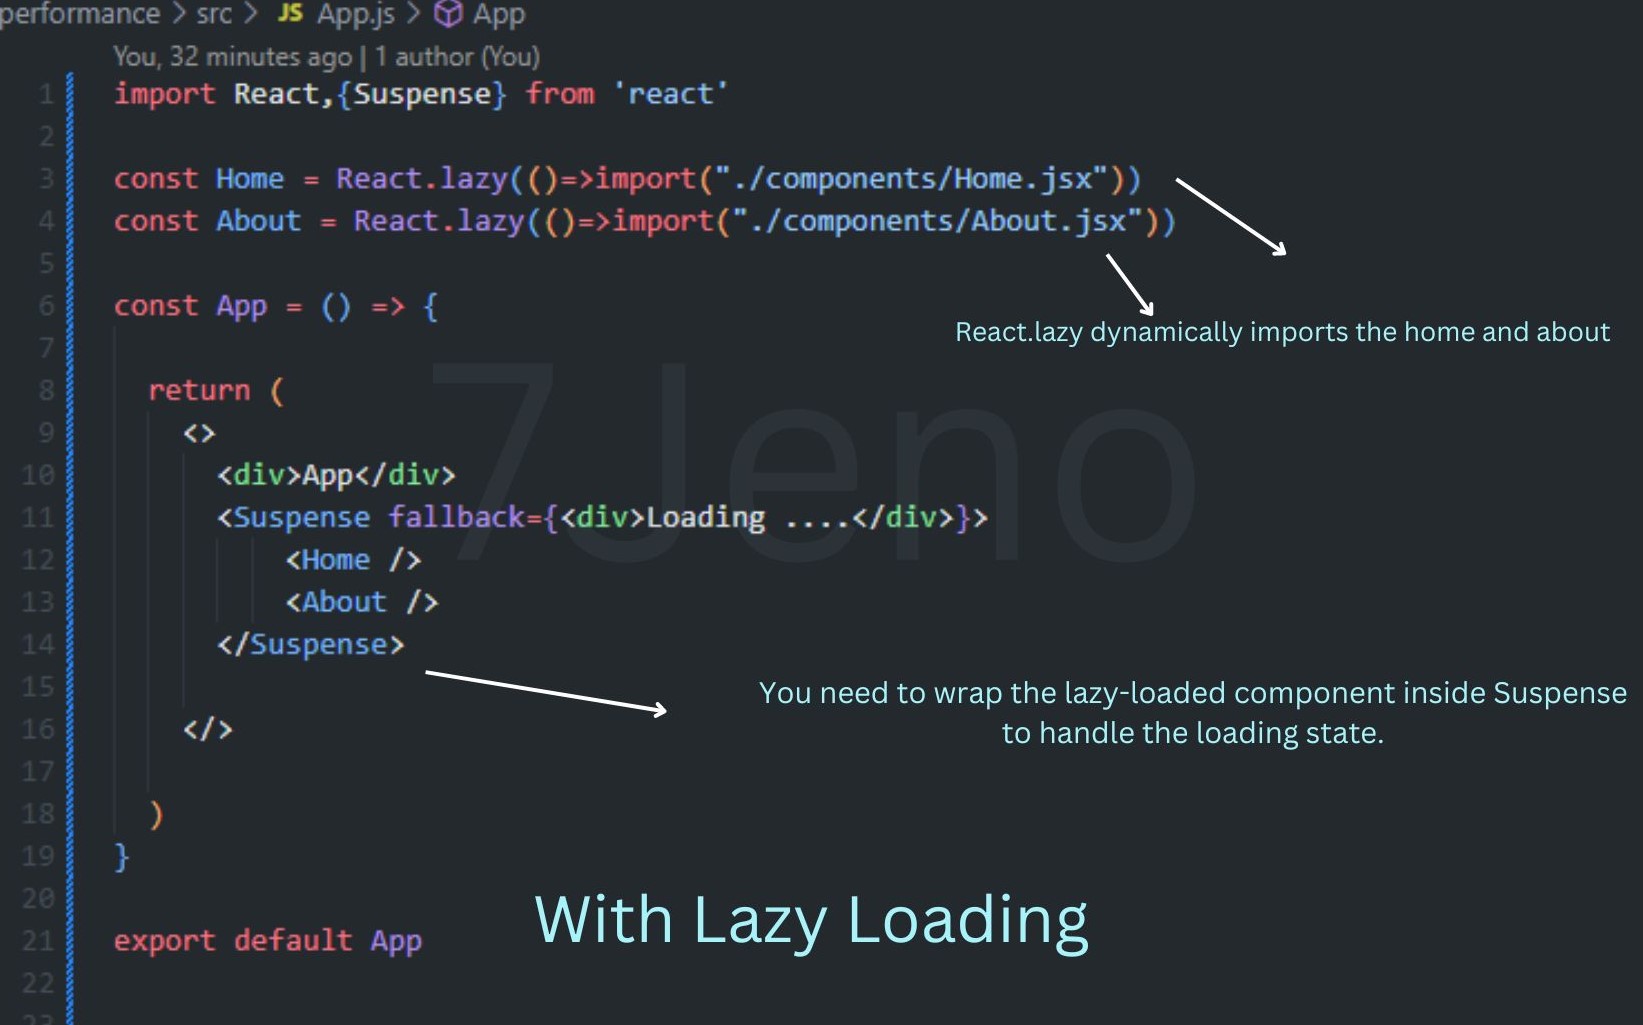 performance > src > JS App.js > App
You, 32 minutes ago | 1 author (You)
1 import React,{Suspense} from 'react'
2
3 const Home = React.lazy(()=>import("./components/Home.jsx"))
4 const About = React.lazy(()=>import("./components/About.jsx"))
5
6 const App = () => {
React.lazy dynamically imports the home and about
7
8 return (
9 <>
10 <div>App</div>
11 <Suspense fallback={<div>Loading ....</div>}>
12 <Home />
13 <About />
14 </Suspense>
7Jeno
15
You need to wrap the lazy-loaded component inside Suspense
to handle the loading state.
16 </>
17
18 )
19 }
20
With Lazy Loading
21 export default App
22
23